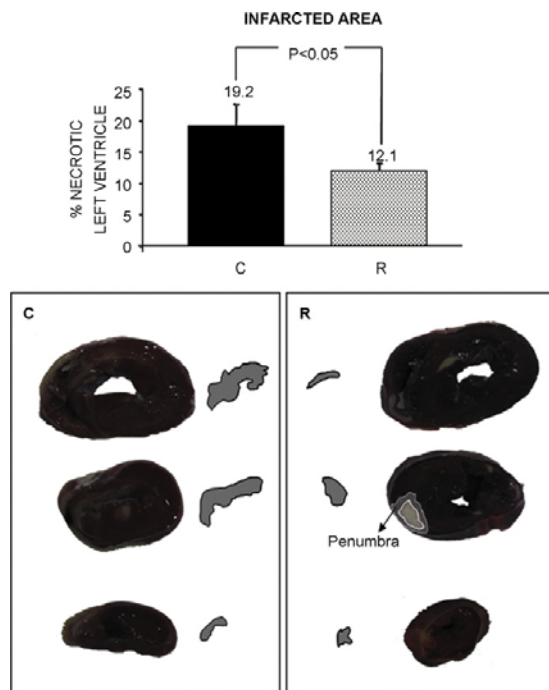 INFARCTED AREA
P<0.05
25
20
15
10
5
0
% NECROTIC
LEFT VENTRICLE
19.2
12.1
C
R
C
R
Penumbra